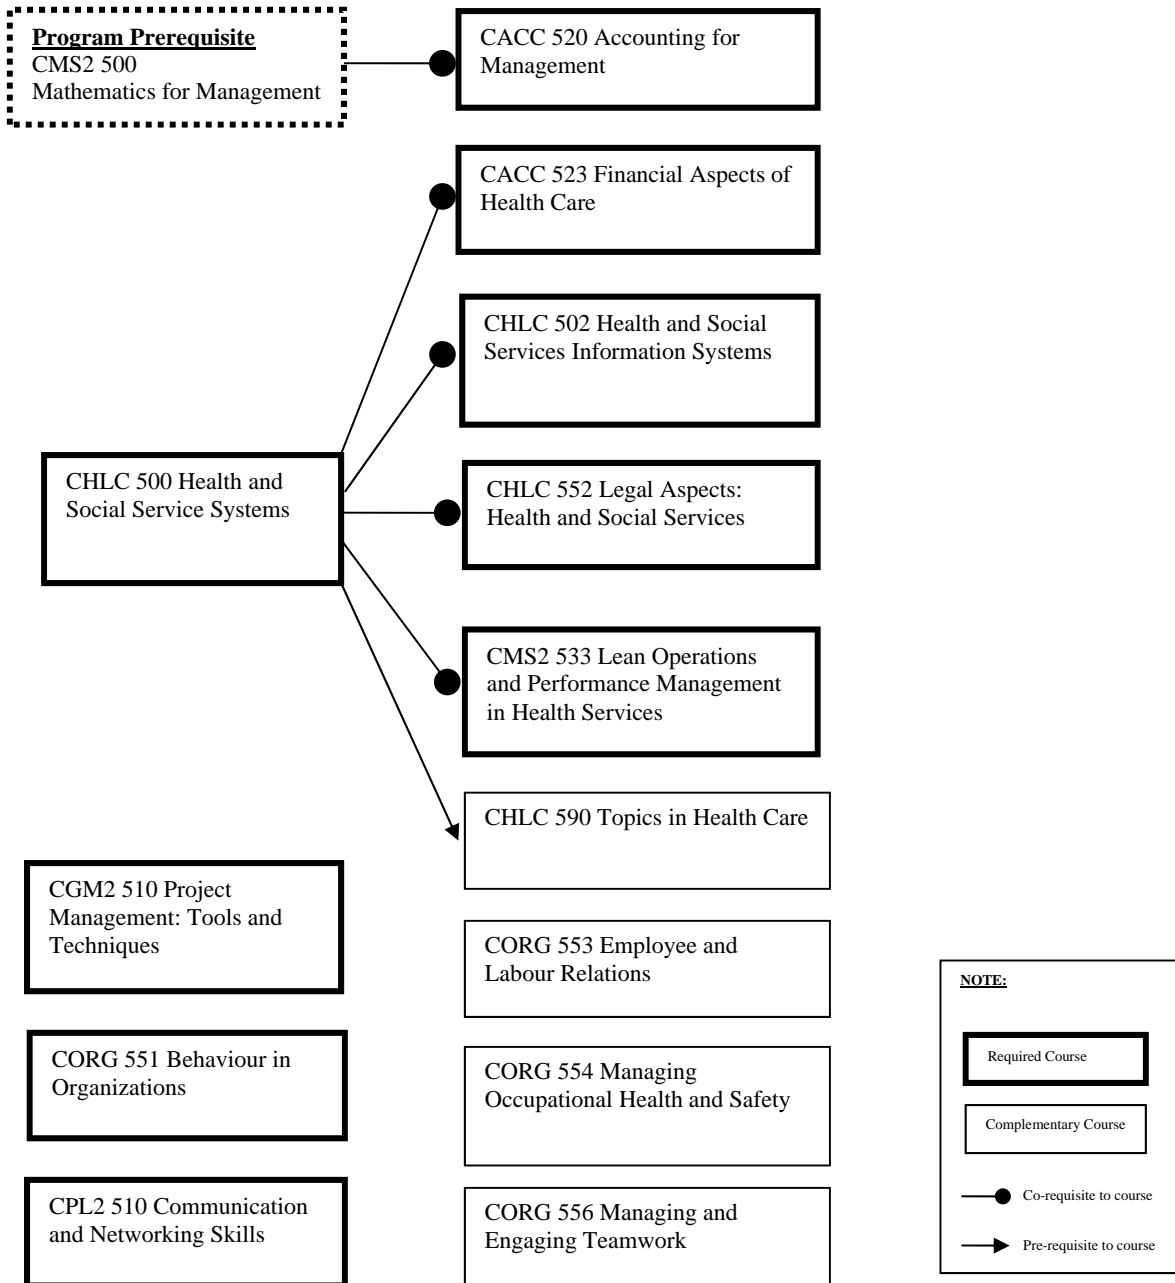 Program Prerequisite
CMS2 500
Mathematics for Management
CACC 520 Accounting for
Management
CACC 523 Financial Aspects of
Health Care
CHLC 502 Health and Social
Services Information Systems
CHLC 500 Health and
Social Service Systems
CHLC 552 Legal Aspects:
Health and Social Services
CMS2 533 Lean Operations
and Performance Management
in Health Services
CHLC 590 Topics in Health Care
CGM2 510 Project
Management: Tools and
Techniques
CORG 553 Employee and
Labour Relations
CORG 551 Behaviour in
Organizations
CORG 554 Managing
Occupational Health and Safety
CPL2 510 Communication
and Networking Skills
CORG 556 Managing and
Engaging Teamwork
NOTE:
Required Course
Complementary Course
Co-requisite to course
Pre-requisite to course